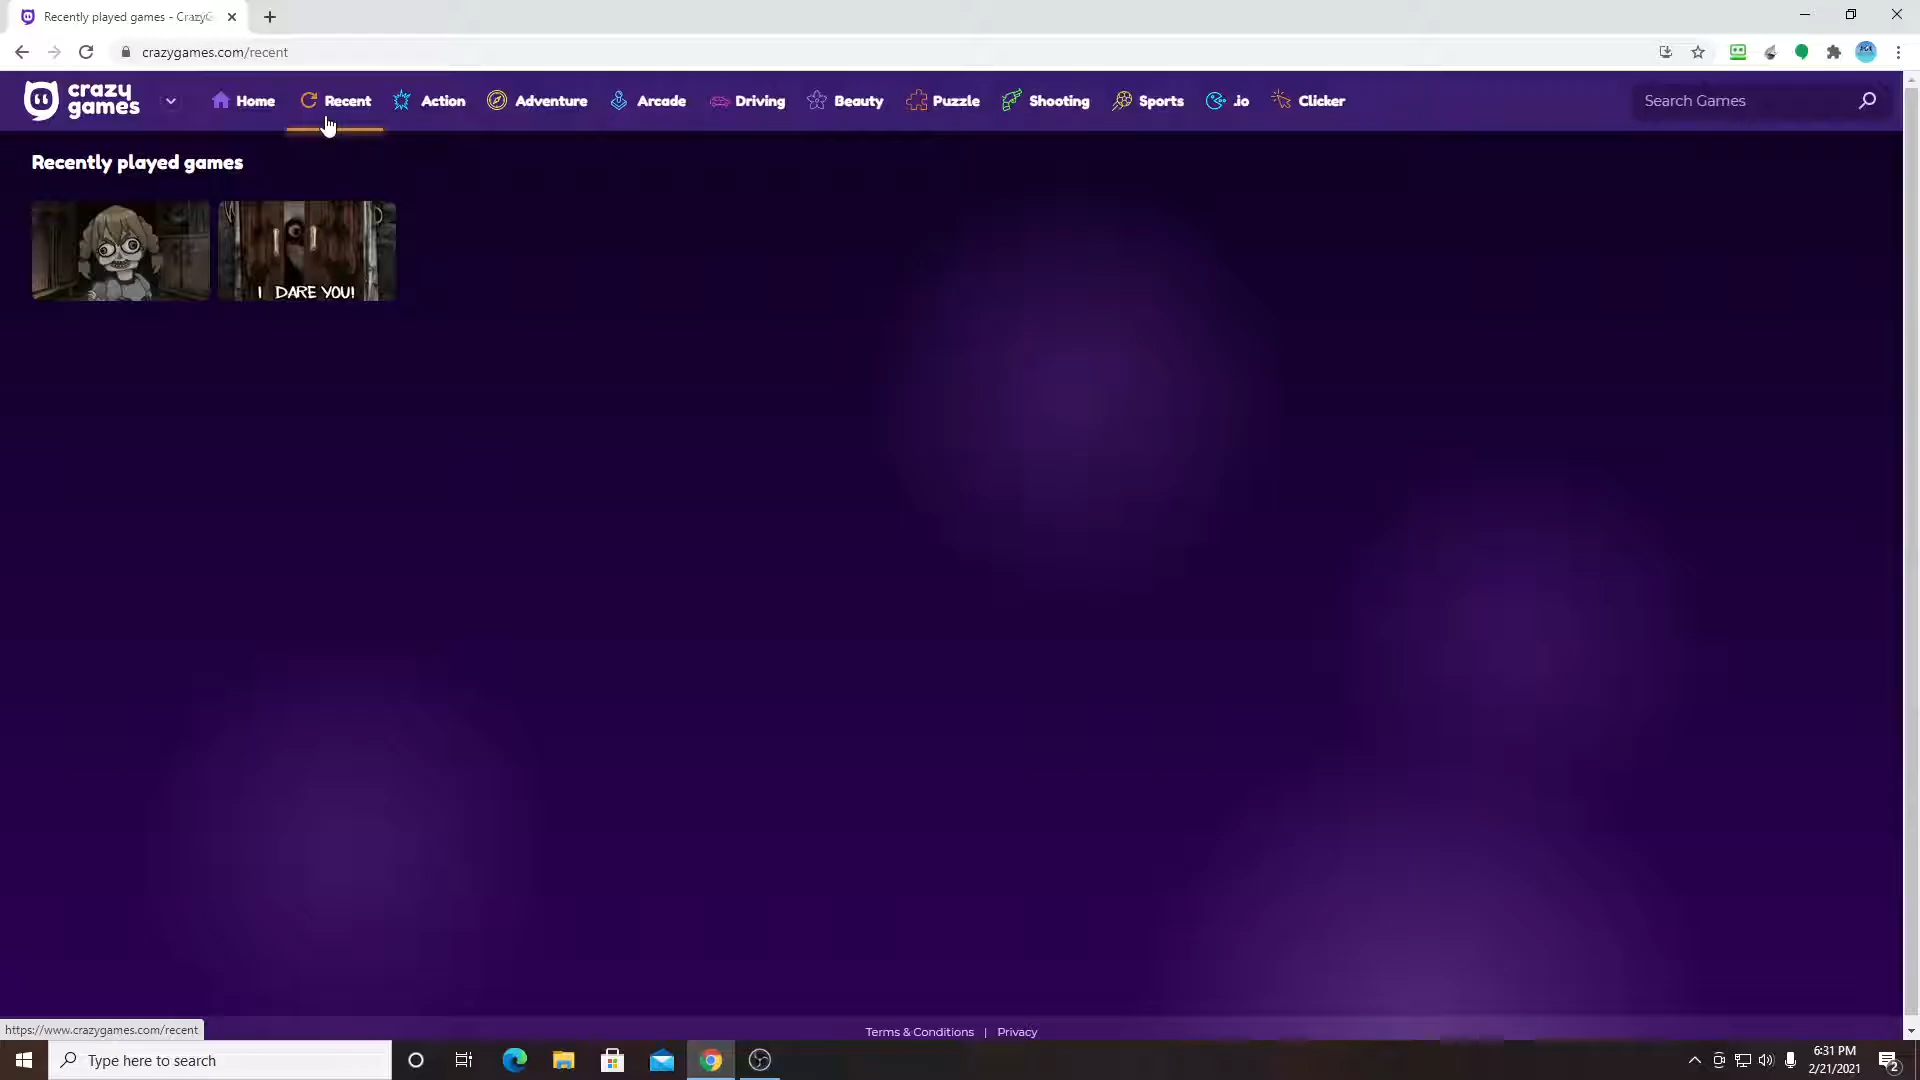 Recently played games - CrazyG
crazygames.com/recent
crazy games
Home
Recent
Action
Adventure
Arcade
Driving
Beauty
Puzzle
Shooting
Sports
.io
Clicker
Search Games
Recently played games
I DARE YOU!
https://www.crazygames.com/recent
Terms & Conditions | Privacy
Type here to search
6:31 PM
2/21/2021
2